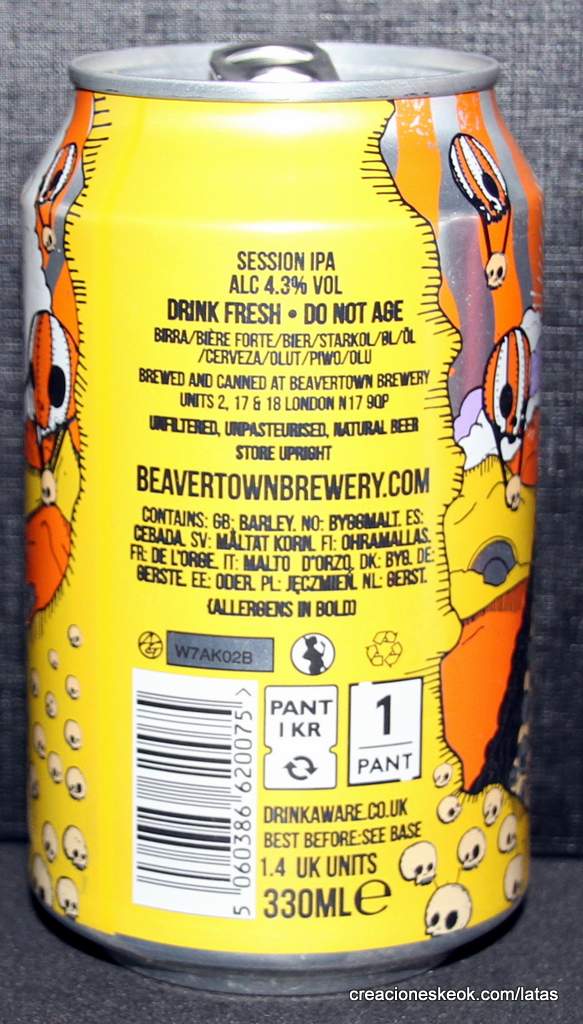 SESSION IPA
ALC 4.3% VOL
DRINK FRESH • DO NOT AGE
BIRRA/BIÈRE FORTE/BIER/STARKOL/ØL/ÖL
/CERVEZA/OLUT/PIWO/OLU
BREWED AND CANNED AT BEAVERTOWN BREWERY
UNITS 2, 17 & 18 LONDON N17 9QP
UNFILTERED, UNPASTEURISED, NATURAL BEER
STORE UPRIGHT
BEAVERTOWNBREWERY.COM
CONTAINS: GB: BARLEY. NO: BYGGMALT. ES:
CEBADA. SV: MÅLTAT KORN. FI: OHRAMALLAS.
FR: DE L'ORGE. IT: MALTO D'ORZO. DK: BYG. DE:
GERSTE. EE: ODER. PL: JĘCZMIEŃ. NL: GERST.
(ALLERGENS IN BOLD)
W7AK02B
PANT
1 KR
1
PANT
5 060386 620075 >
DRINKAWARE.CO.UK
BEST BEFORE:SEE BASE
1.4 UK UNITS
330ML e
creacioneskeok.com/latas